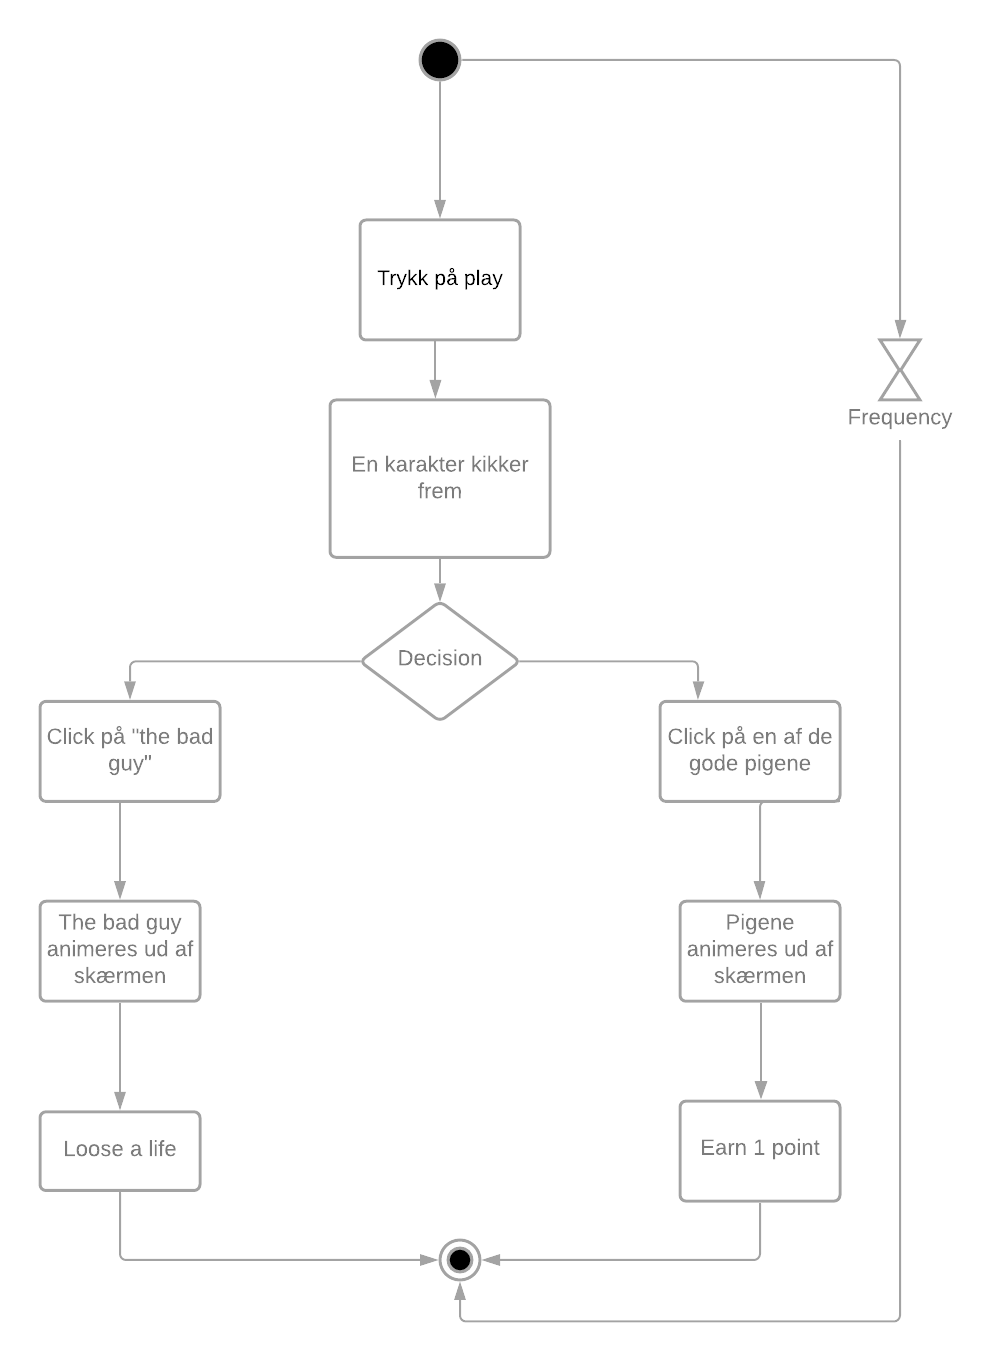 Trykk på play
Frequency
En karakter kikker
frem
Decision
Click på "the bad
guy"
Click på en af de
gode pigene
The bad guy
animeres ud af
skærmen
Pigene
animeres ud af
skærmen
Loose a life
Earn 1 point